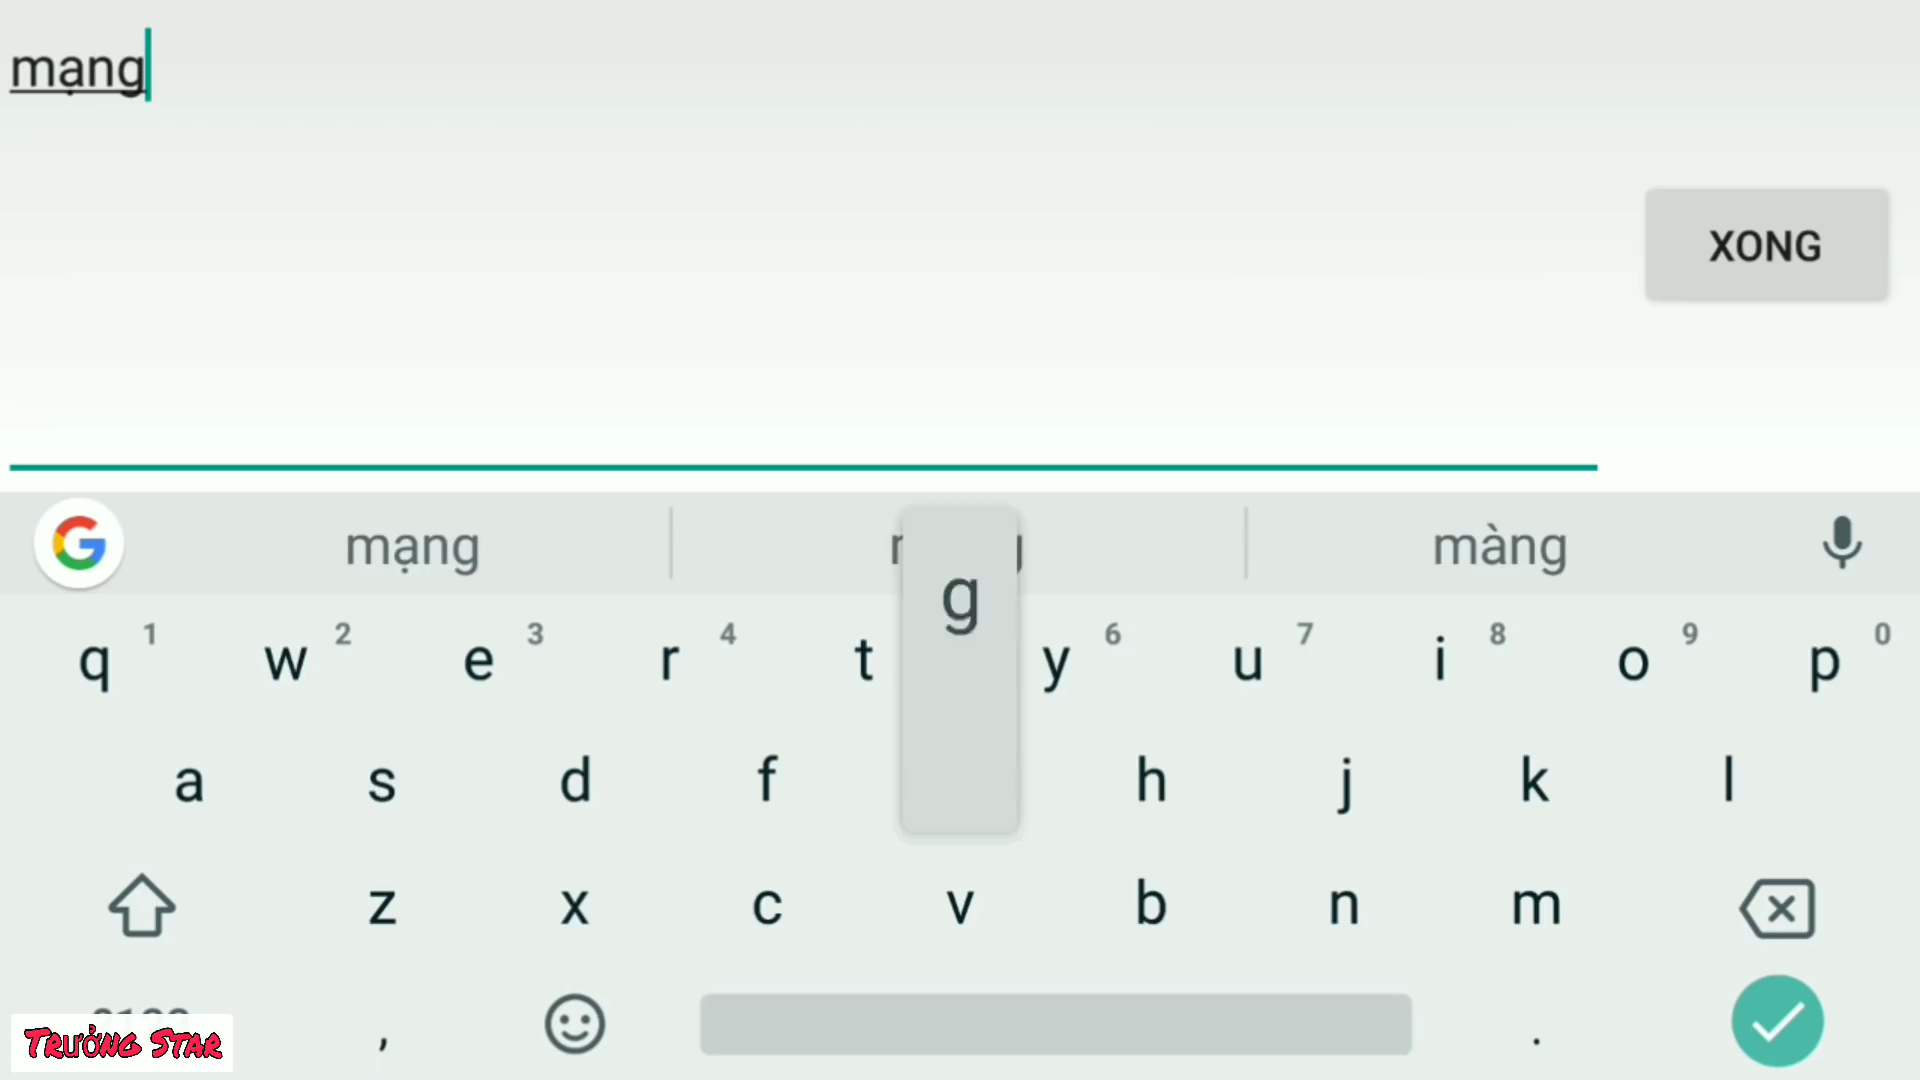 mạng
XONG
mạng màng
g
q 1 w 2 e 3 r 4 t y 6 u 7 i 8 o 9 p 0
a s d f h j k l
z x c v b n m
, .
Trưởng Star